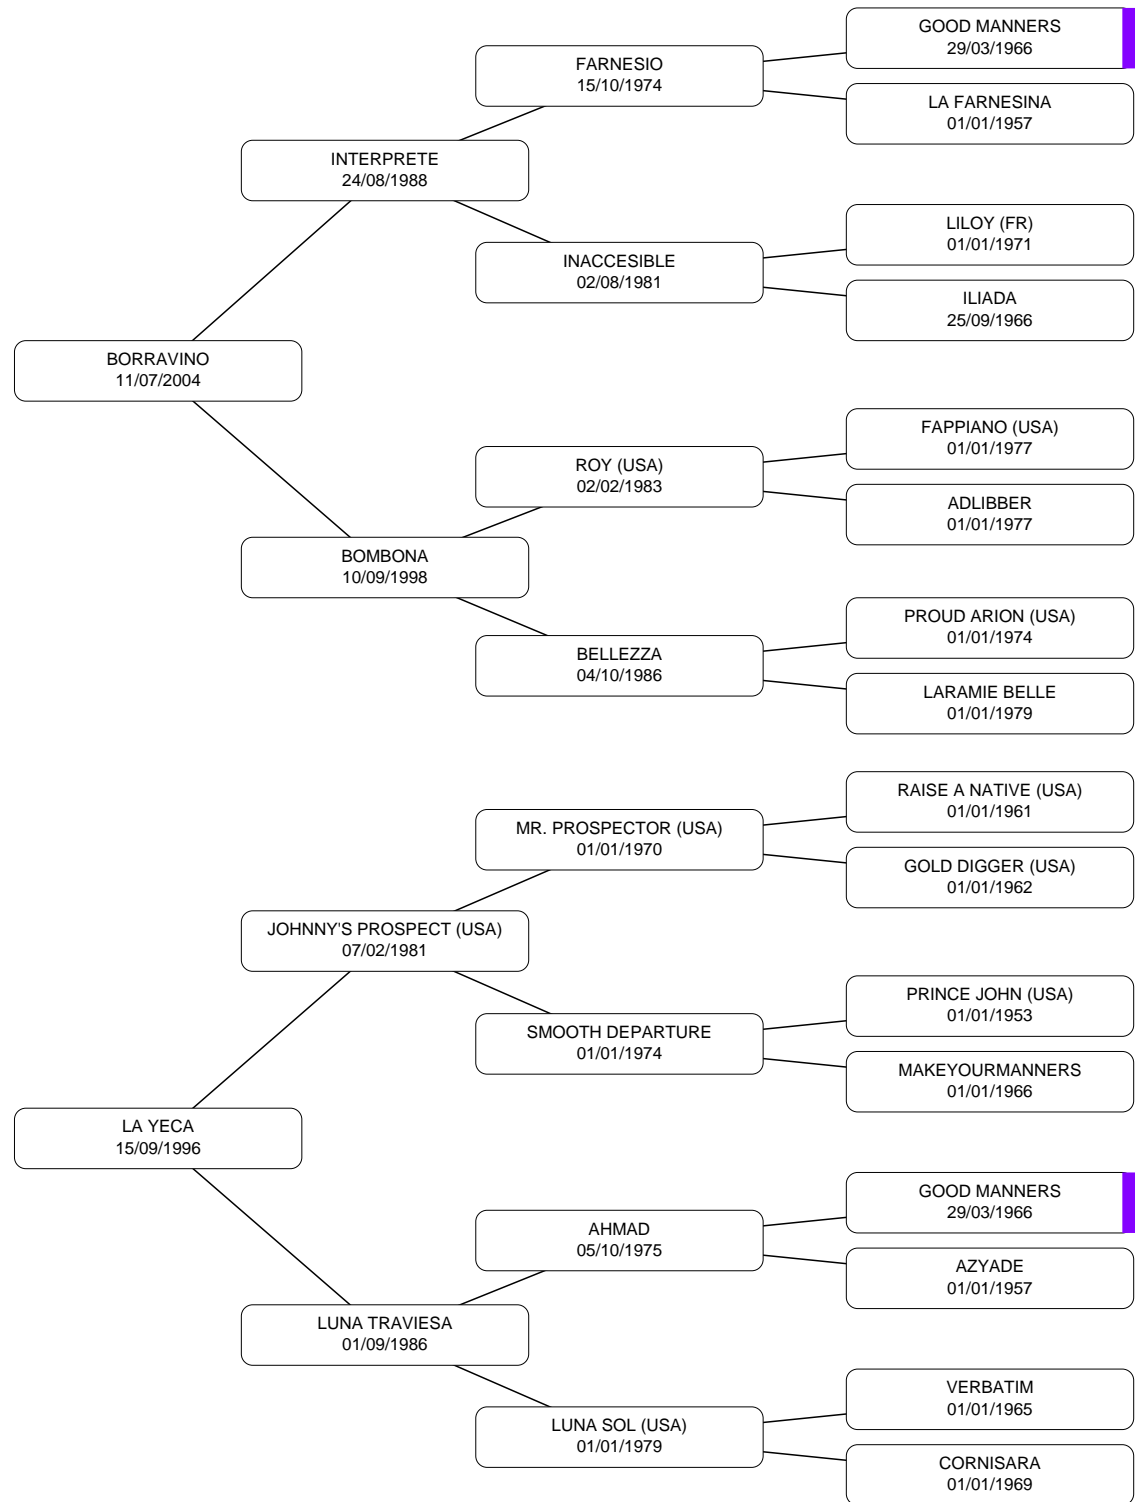 GOOD MANNERS
29/03/1966
FARNESIO
15/10/1974
LA FARNESINA
01/01/1957
INTERPRETE
24/08/1988
LILOY (FR)
01/01/1971
INACCESIBLE
02/08/1981
ILIADA
25/09/1966
BORRAVINO
11/07/2004
FAPPIANO (USA)
01/01/1977
ROY (USA)
02/02/1983
ADLIBBER
01/01/1977
BOMBONA
10/09/1998
PROUD ARION (USA)
01/01/1974
BELLEZZA
04/10/1986
LARAMIE BELLE
01/01/1979
RAISE A NATIVE (USA)
01/01/1961
MR. PROSPECTOR (USA)
01/01/1970
GOLD DIGGER (USA)
01/01/1962
JOHNNY'S PROSPECT (USA)
07/02/1981
PRINCE JOHN (USA)
01/01/1953
SMOOTH DEPARTURE
01/01/1974
MAKEYOURMANNERS
01/01/1966
LA YECA
15/09/1996
GOOD MANNERS
29/03/1966
AHMAD
05/10/1975
AZYADE
01/01/1957
LUNA TRAVIESA
01/09/1986
VERBATIM
01/01/1965
LUNA SOL (USA)
01/01/1979
CORNISARA
01/01/1969